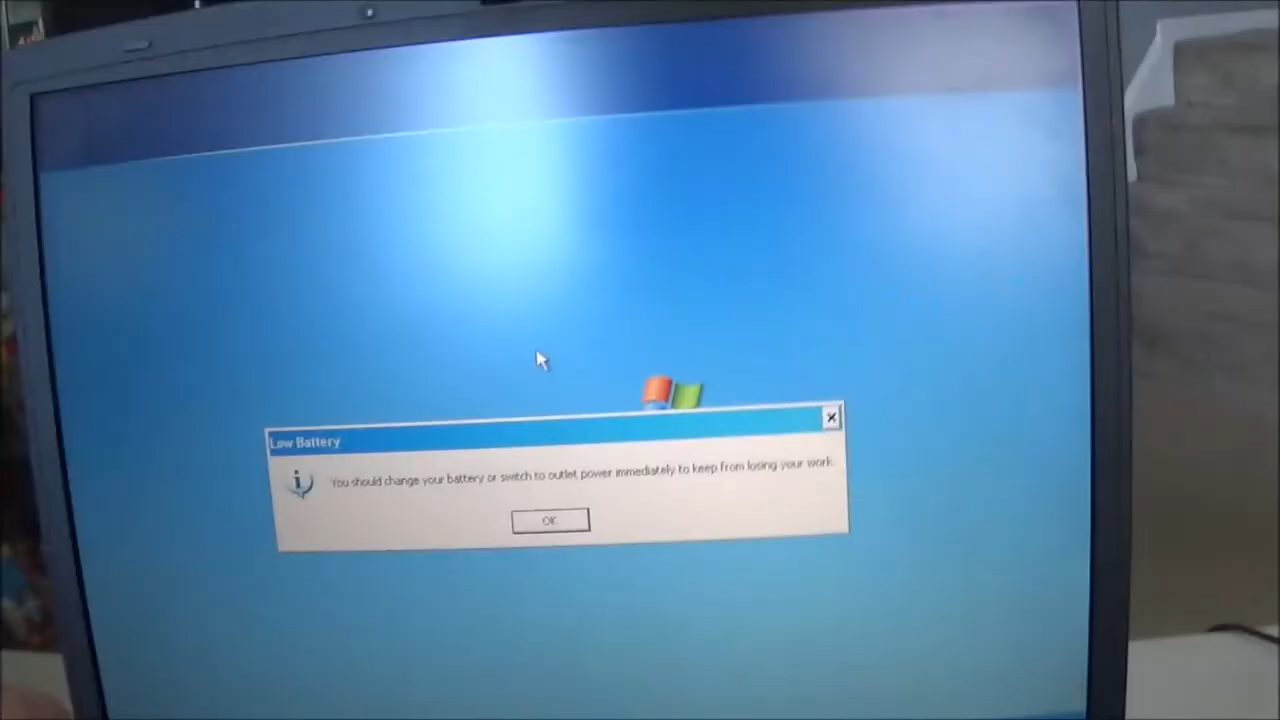 Low Battery
You should change your battery or switch to outlet power immediately to keep from losing your work.
OK